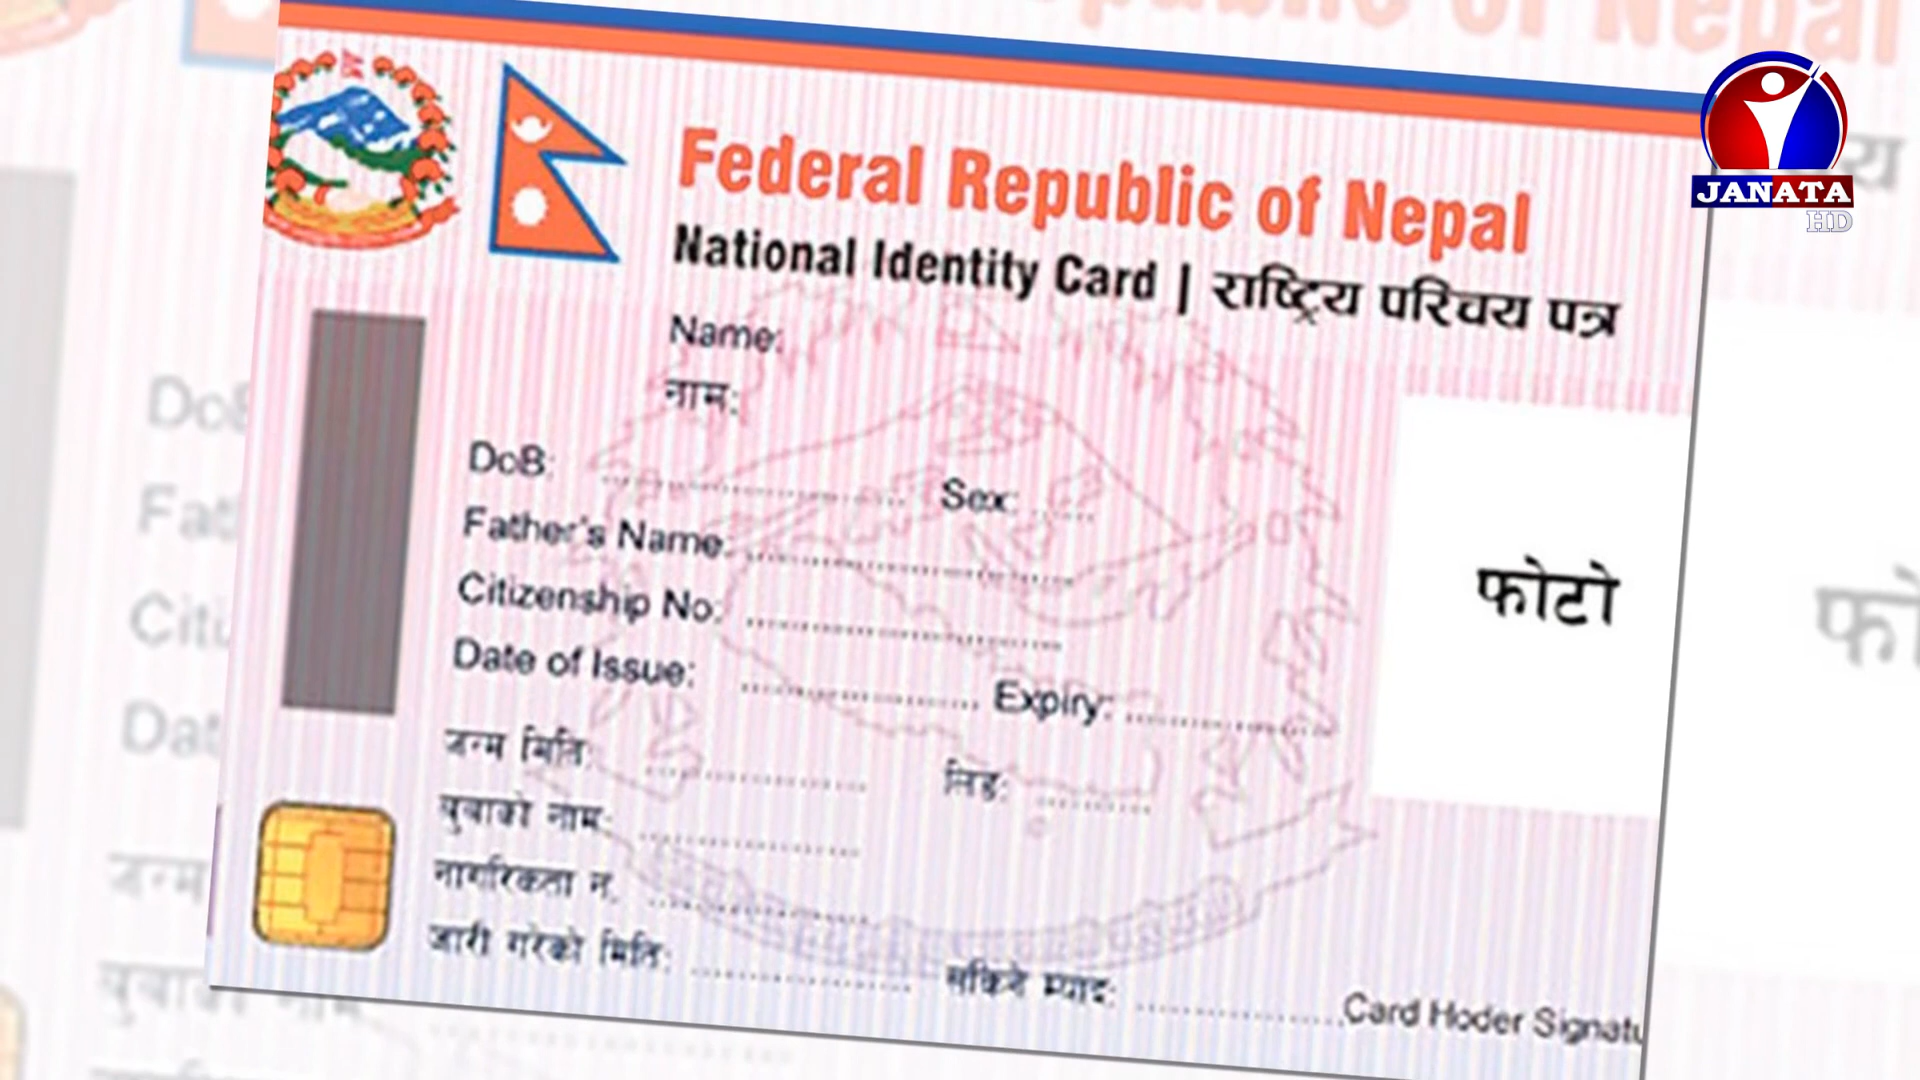 Federal Republic of Nepal
National Identity Card | राष्ट्रिय परिचय पत्र
Name:
नाम:
DoB: Sex:
Father's Name:
Citizenship No:
Date of Issue: Expiry:
जन्म मिति: लिङ:
बुवाको नाम:
नागरिकता न.
जारी गरेको मिति: सकिने म्याद:
Card Hoder Signatu
फोटो
JANATA
HD